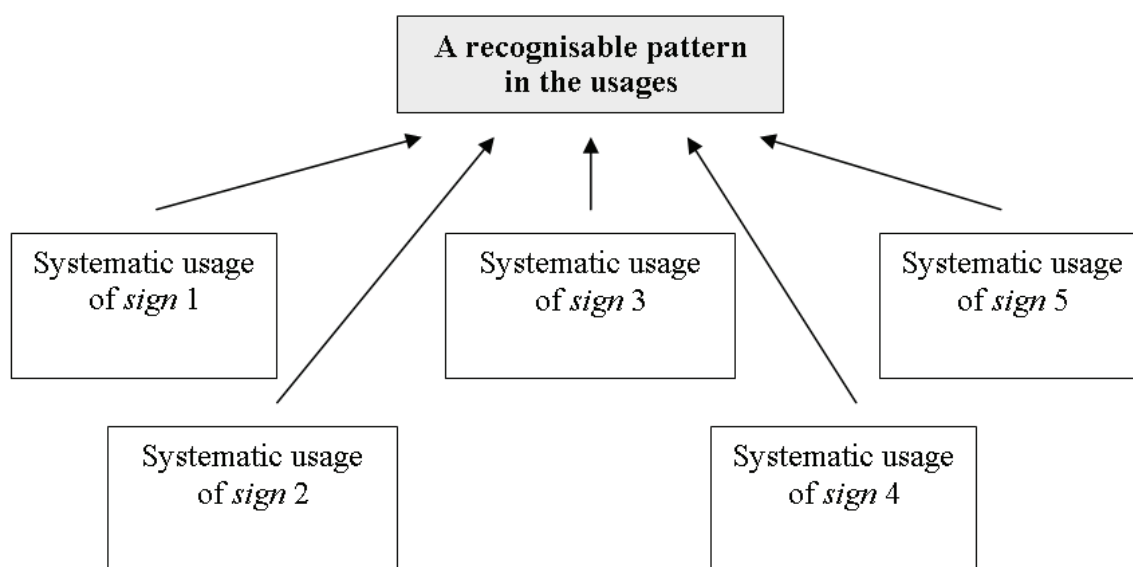 A recognisable pattern
in the usages
Systematic usage
of sign 1
Systematic usage
of sign 3
Systematic usage
of sign 5
Systematic usage
of sign 2
Systematic usage
of sign 4